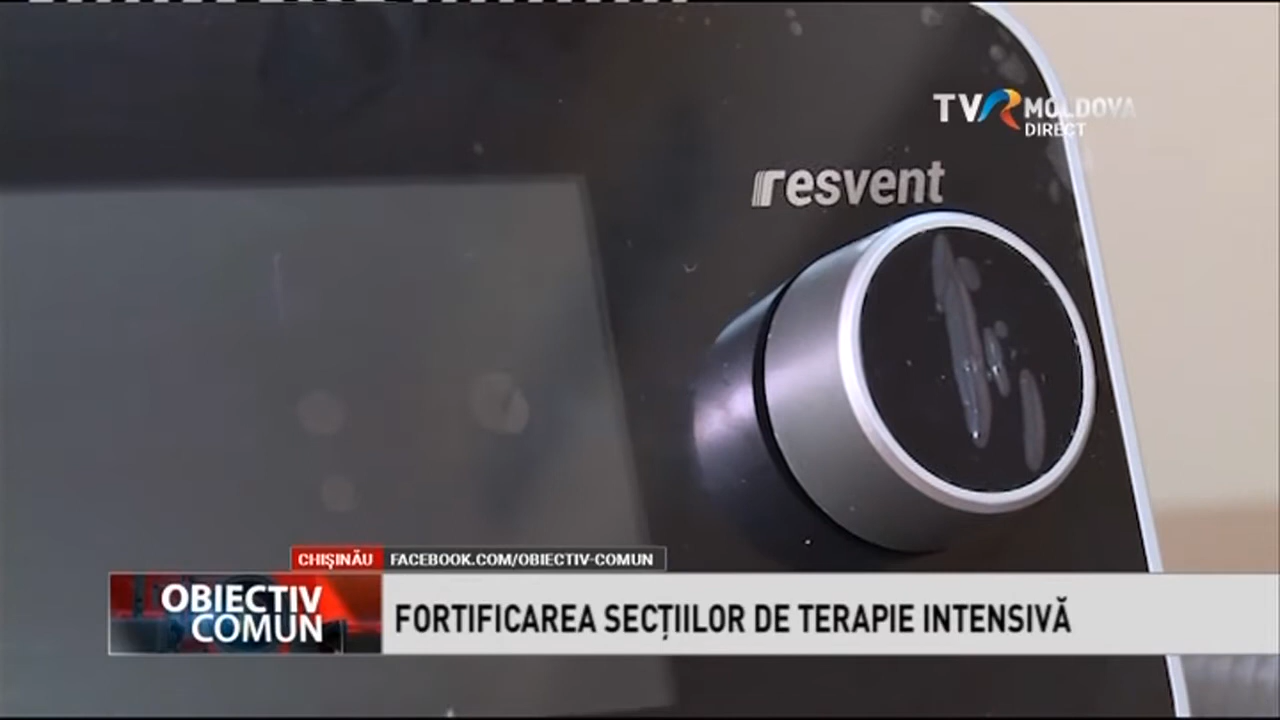 TVR MOLDOVA
DIRECT
resvent
CHIȘINĂU FACEBOOK.COM/OBIECTIV-COMUN
OBIECTIV
COMUN
FORTIFICAREA SECȚIILOR DE TERAPIE INTENSIVĂ